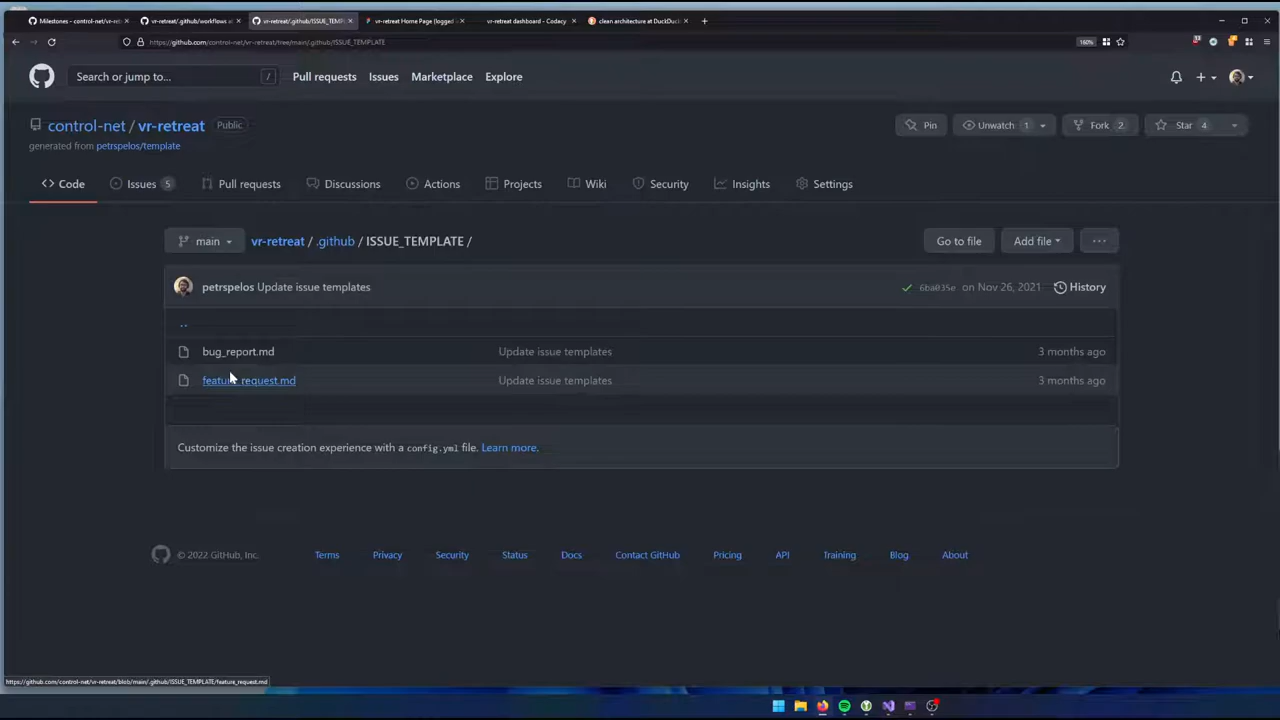 Milestones - control-net/vr-ret
vr-retreat/.github/workflows at
vr-retreat/.github/ISSUE_TEMPL
vr-retreat Home Page (logged
vr-retreat dashboard - Codacy
clean architecture at DuckDuc
https://github.com/control-net/vr-retreat/tree/main/.github/ISSUE_TEMPLATE
160%
Search or jump to...
/
Pull requests
Issues
Marketplace
Explore
control-net / vr-retreat
Public
Pin
Unwatch 1
Fork 2
Star 4
generated from petrspelos/template
<> Code
Issues 5
Pull requests
Discussions
Actions
Projects
Wiki
Security
Insights
Settings
main
vr-retreat / .github / ISSUE_TEMPLATE /
Go to file
Add file
...
petrspelos Update issue templates
6ba035e on Nov 26, 2021
History
..
bug_report.md
Update issue templates
3 months ago
feature_request.md
Update issue templates
3 months ago
Customize the issue creation experience with a config.yml file. Learn more.
© 2022 GitHub, Inc.
Terms
Privacy
Security
Status
Docs
Contact GitHub
Pricing
API
Training
Blog
About
https://github.com/control-net/vr-retreat/blob/main/.github/ISSUE_TEMPLATE/feature_request.md